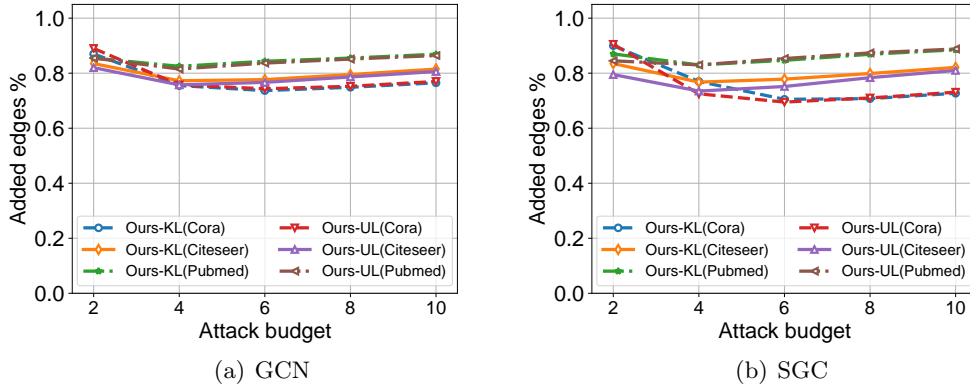 1.0
0.8
0.6
0.4
0.2
0.0
Added edges %
Ours-KL(Cora)
Ours-KL(Citeseer)
Ours-KL(Pubmed)
Ours-UL(Cora)
Ours-UL(Citeseer)
Ours-UL(Pubmed)
2 4 6 8 10
Attack budget
(a) GCN
1.0
0.8
0.6
0.4
0.2
0.0
Added edges %
Ours-KL(Cora)
Ours-KL(Citeseer)
Ours-KL(Pubmed)
Ours-UL(Cora)
Ours-UL(Citeseer)
Ours-UL(Pubmed)
2 4 6 8 10
Attack budget
(b) SGC